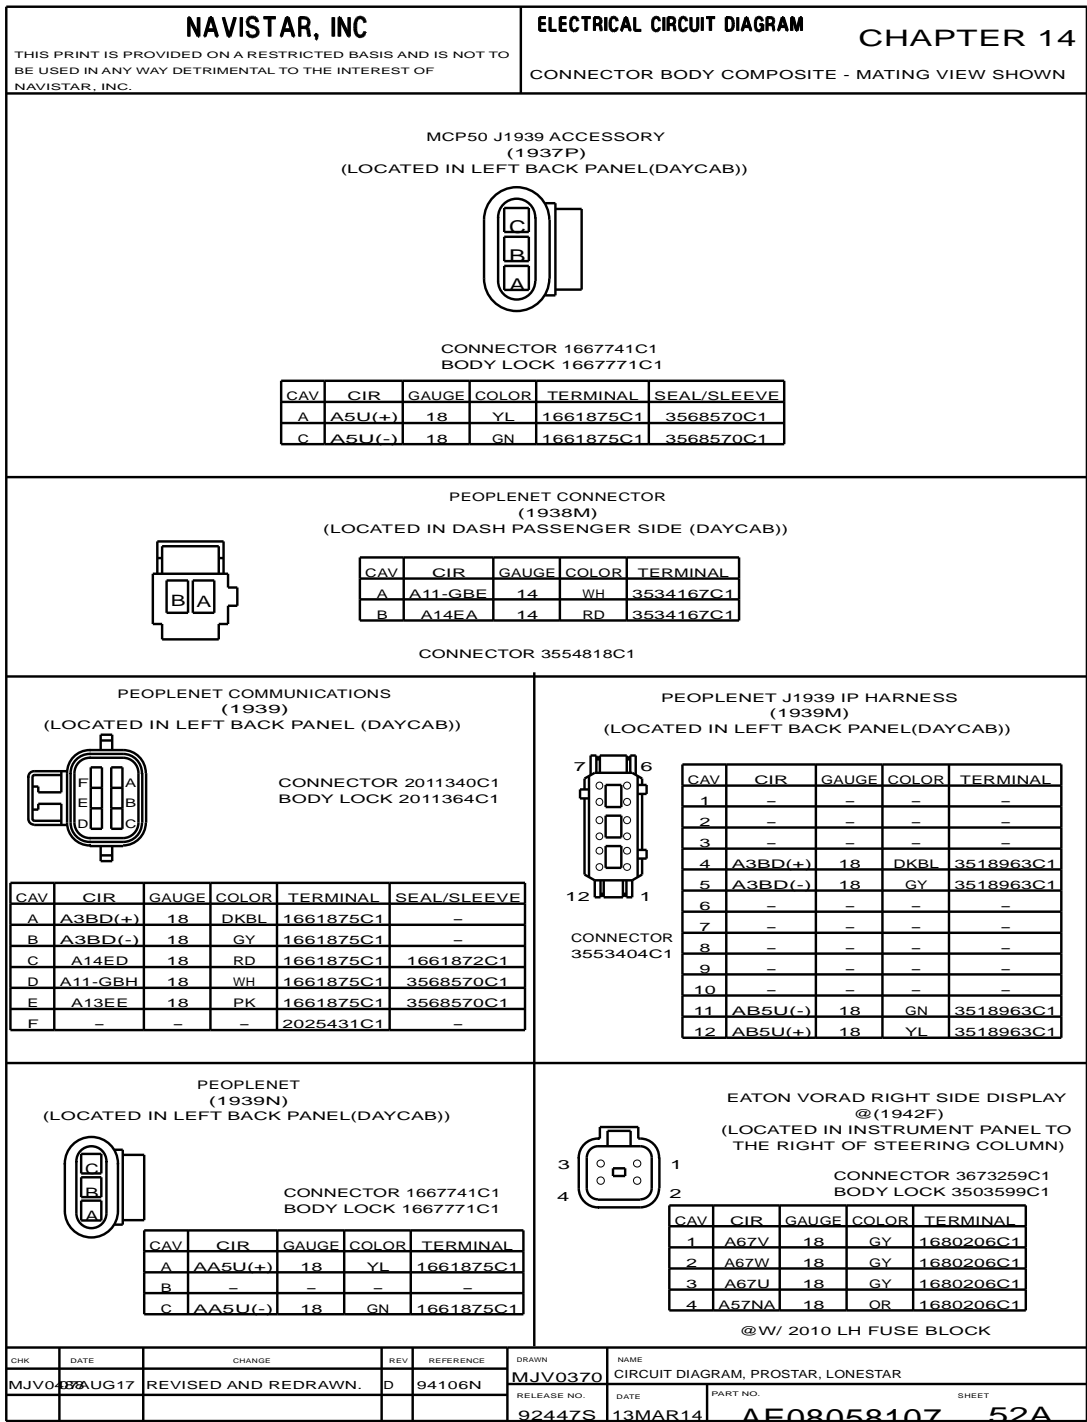 NAVISTAR, INC
THIS PRINT IS PROVIDED ON A RESTRICTED BASIS AND IS NOT TO
BE USED IN ANY WAY DETRIMENTAL TO THE INTEREST OF
NAVISTAR, INC.
ELECTRICAL CIRCUIT DIAGRAM
CHAPTER 14
CONNECTOR BODY COMPOSITE - MATING VIEW SHOWN
MCP50 J1939 ACCESSORY
(1937P)
(LOCATED IN LEFT BACK PANEL(DAYCAB))
C
B
A
CONNECTOR 1667741C1
BODY LOCK 1667771C1
CAV CIR GAUGE COLOR TERMINAL SEAL/SLEEVE
A A5U(+) 18 YL 1661875C1 3568570C1
C A5U(-) 18 GN 1661875C1 3568570C1
PEOPLENET CONNECTOR
(1938M)
(LOCATED IN DASH PASSENGER SIDE (DAYCAB))
B A
CAV CIR GAUGE COLOR TERMINAL
A A11-GBE 14 WH 3534167C1
B A14EA 14 RD 3534167C1
CONNECTOR 3554818C1
PEOPLENET COMMUNICATIONS
(1939)
(LOCATED IN LEFT BACK PANEL (DAYCAB))
F A
E B
D C
CONNECTOR 2011340C1
BODY LOCK 2011364C1
CAV CIR GAUGE COLOR TERMINAL SEAL/SLEEVE
A A3BD(+) 18 DKBL 1661875C1 –
B A3BD(-) 18 GY 1661875C1 –
C A14ED 18 RD 1661875C1 1661872C1
D A11-GBH 18 WH 1661875C1 3568570C1
E A13EE 18 PK 1661875C1 3568570C1
F – – – 2025431C1 –
PEOPLENET J1939 IP HARNESS
(1939M)
(LOCATED IN LEFT BACK PANEL(DAYCAB))
7 6
12 1
CONNECTOR
3553404C1
CAV CIR GAUGE COLOR TERMINAL
1 – – – –
2 – – – –
3 – – – –
4 A3BD(+) 18 DKBL 3518963C1
5 A3BD(-) 18 GY 3518963C1
6 – – – –
7 – – – –
8 – – – –
9 – – – –
10 – – – –
11 AB5U(-) 18 GN 3518963C1
12 AB5U(+) 18 YL 3518963C1
PEOPLENET
(1939N)
(LOCATED IN LEFT BACK PANEL(DAYCAB))
C
B
A
CONNECTOR 1667741C1
BODY LOCK 1667771C1
CAV CIR GAUGE COLOR TERMINAL
A AA5U(+) 18 YL 1661875C1
B – – – –
C AA5U(-) 18 GN 1661875C1
EATON VORAD RIGHT SIDE DISPLAY
@(1942F)
(LOCATED IN INSTRUMENT PANEL TO
THE RIGHT OF STEERING COLUMN)
3 1
4 2
CONNECTOR 3673259C1
BODY LOCK 3503599C1
CAV CIR GAUGE COLOR TERMINAL
1 A67V 18 GY 1680206C1
2 A67W 18 GY 1680206C1
3 A67U 18 GY 1680206C1
4 A57NA 18 OR 1680206C1
@W/ 2010 LH FUSE BLOCK
CHK DATE CHANGE REV REFERENCE
REVISED AND REDRAWN. D 94106N
DRAWN NAME
MJV0370 CIRCUIT DIAGRAM, PROSTAR, LONESTAR
RELEASE NO. DATE PART NO. SHEET
92447S 13MAR14 AE08058107 52A